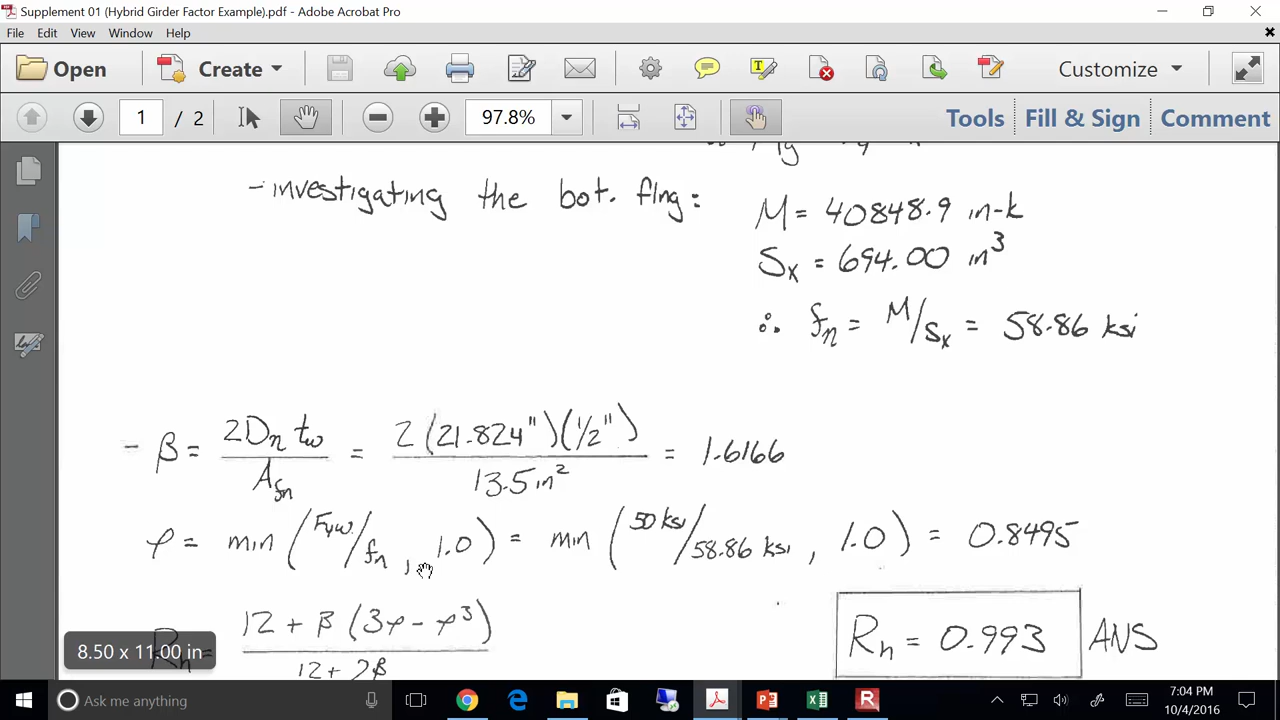 Supplement 01 (Hybrid Girder Factor Example).pdf - Adobe Acrobat Pro
File Edit View Window Help
Open Create Customize
1 / 2 97.8% Tools Fill & Sign Comment
- investigating the bot. flng: M = 40848.9 in-k
Sx = 694.00 in³
∴ fn = M/Sx = 58.86 ksi
- β = 2Dn tw / Afn = 2(21.824")(1/2") / 13.5in² = 1.6166
ρ = min (Fyw/fn, 1.0) = min (50 ksi/58.86 ksi, 1.0) = 0.8495
Rh = 12 + β(3ρ - ρ³) / 12 + 2β
Rh = 0.993 ANS
8.50 x 11.00 in
Ask me anything
7:04 PM
10/4/2016